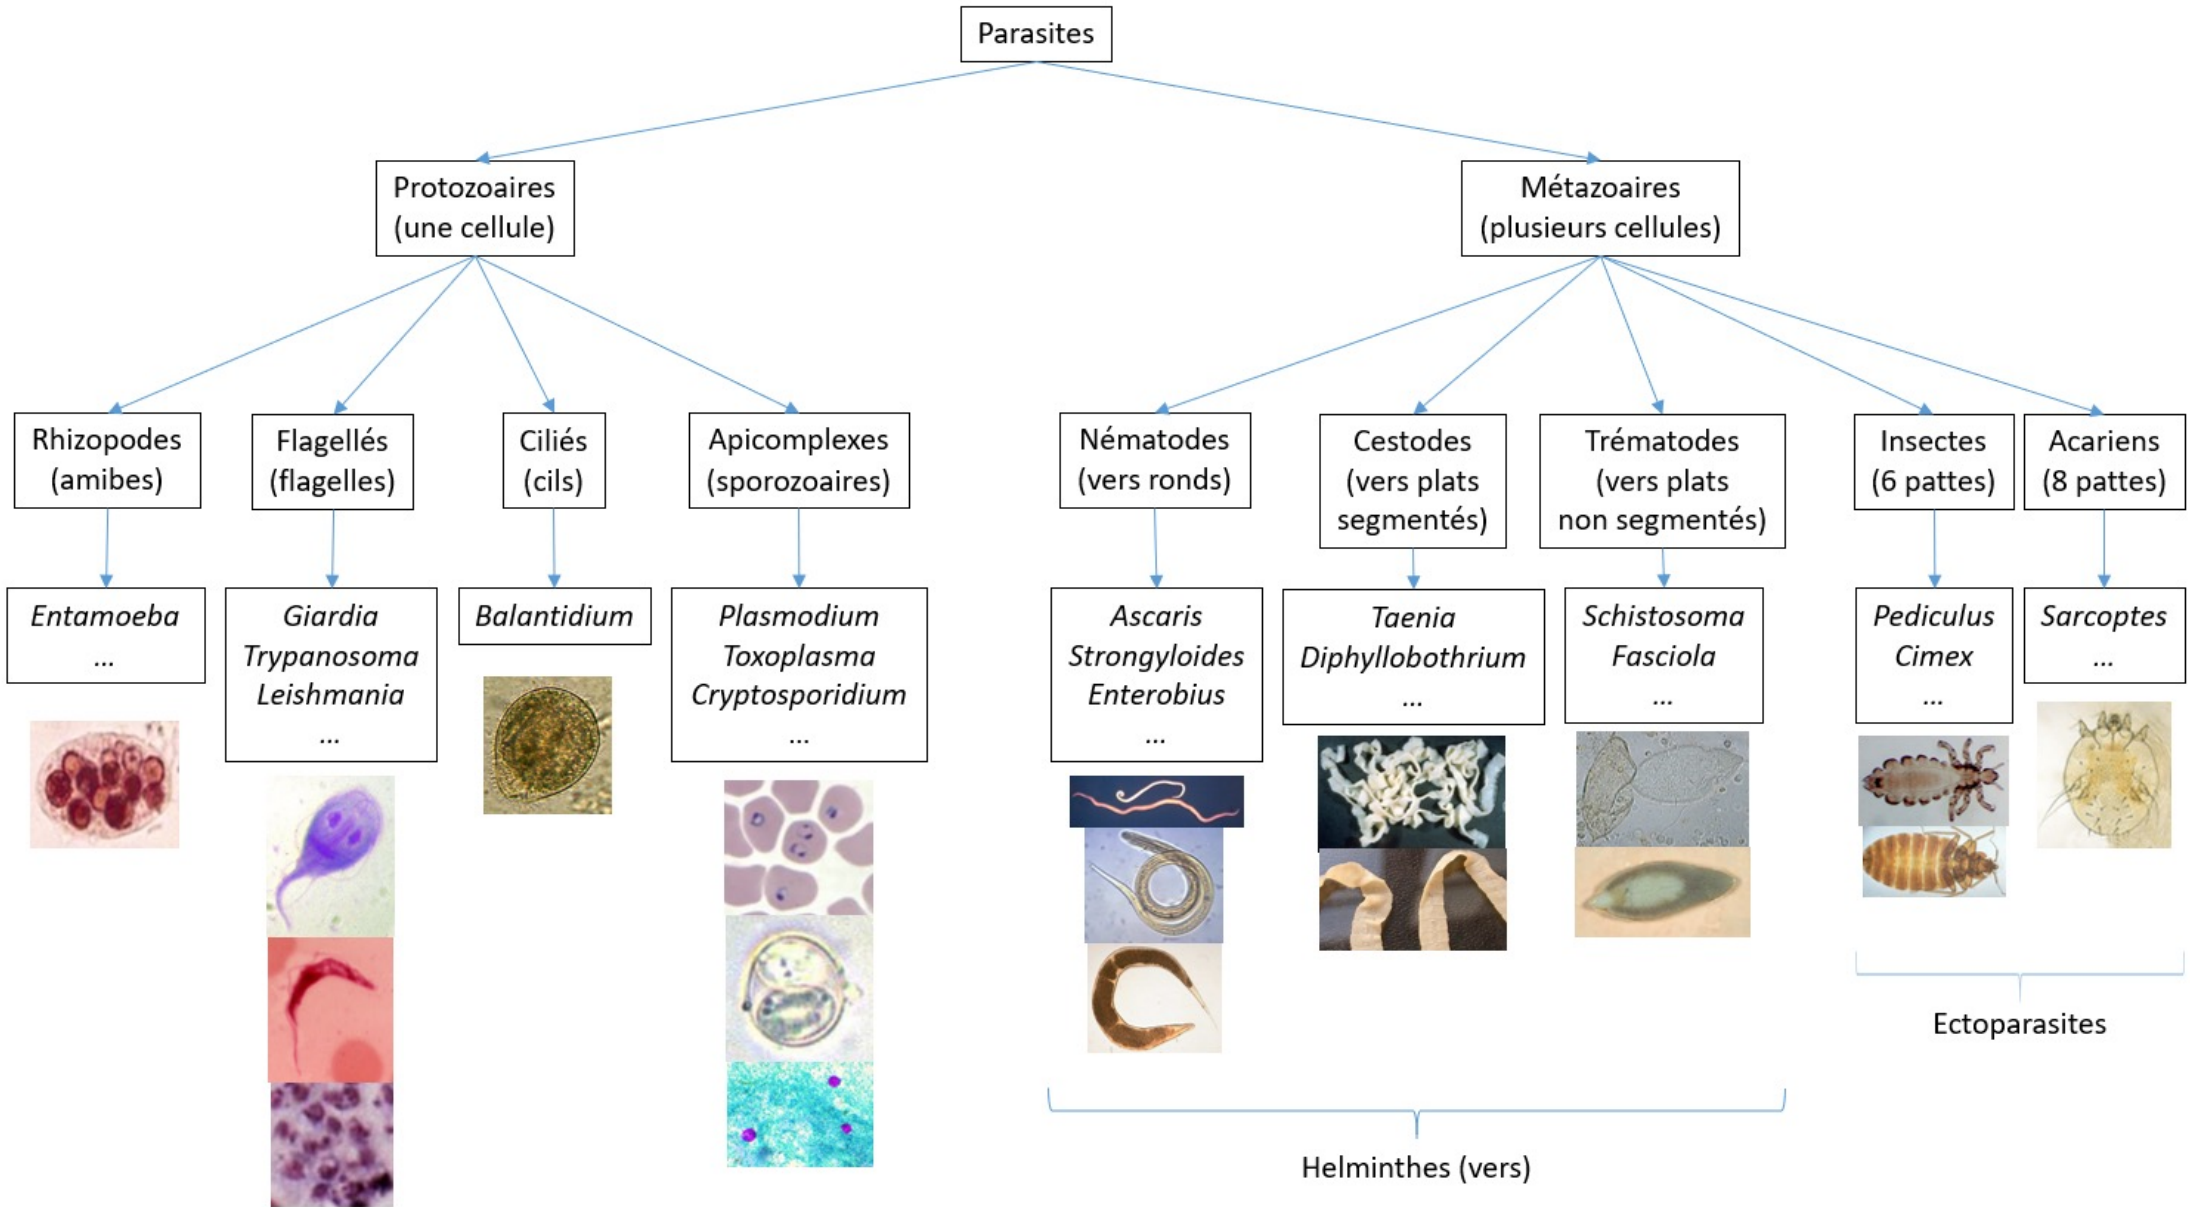 Parasites
Protozoaires
(une cellule)
Métazoaires
(plusieurs cellules)
Rhizopodes
(amibes)
Flagellés
(flagelles)
Ciliés
(cils)
Apicomplexes
(sporozoaires)
Nématodes
(vers ronds)
Cestodes
(vers plats
segmentés)
Trématodes
(vers plats
non segmentés)
Insectes
(6 pattes)
Acariens
(8 pattes)
Entamoeba
...
Giardia
Trypanosoma
Leishmania
...
Balantidium
Plasmodium
Toxoplasma
Cryptosporidium
...
Ascaris
Strongyloides
Enterobius
...
Taenia
Diphyllobothrium
...
Schistosoma
Fasciola
...
Pediculus
Cimex
...
Sarcoptes
...
Ectoparasites
Helminthes (vers)